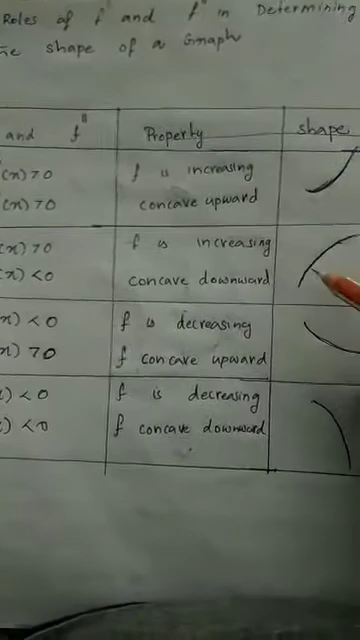 Roles of f' and f'' in Determining
the shape of a Graph
and f'' Property shape
(x) > 0 f is increasing
(x) > 0 concave upward
(x) > 0 f is increasing
(x) < 0 concave downward
x) < 0 f is decreasing
x) > 0 f concave upward
) < 0 f is decreasing
) < 0 f concave downward